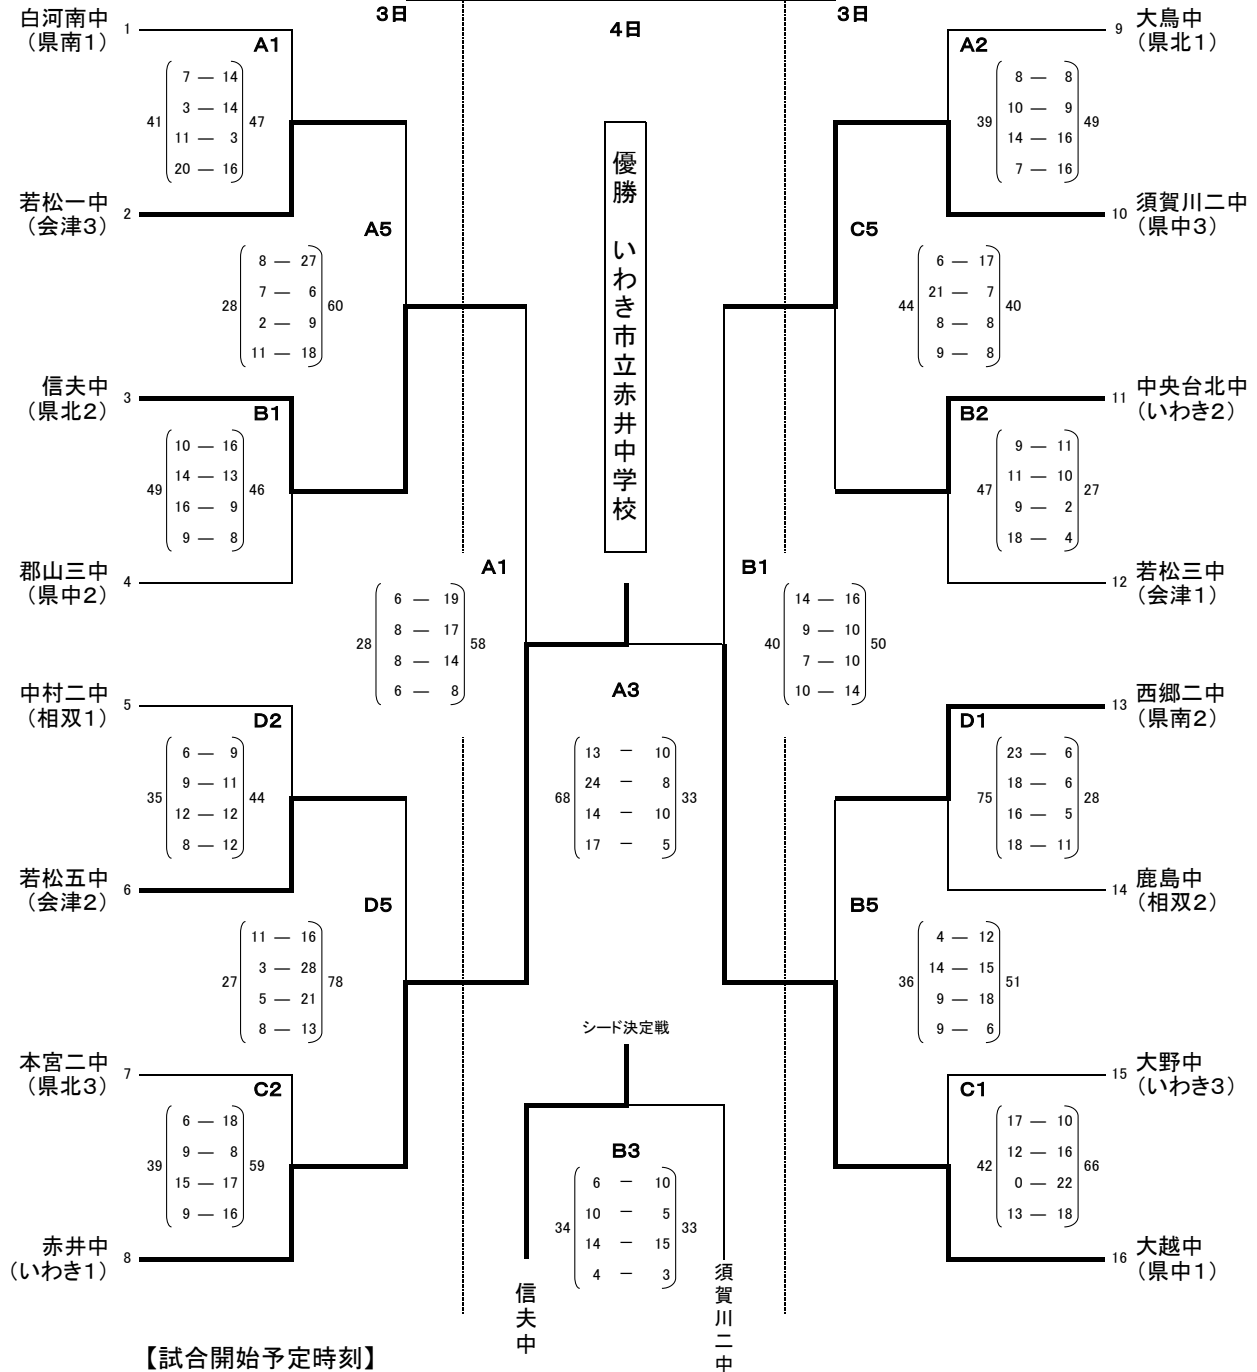 3日
4日
3日
白河南中
(県南1)
1
A1
7 — 14
3 — 14
11 — 3
20 — 16
41
47
若松一中
(会津3)
2
A5
8 — 27
7 — 6
2 — 9
11 — 18
28
60
信夫中
(県北2)
3
B1
10 — 16
14 — 13
16 — 9
9 — 8
49
46
郡山三中
(県中2)
4
A1
6 — 19
8 — 17
8 — 14
6 — 8
28
58
中村二中
(相双1)
5
D2
6 — 9
9 — 11
12 — 12
8 — 12
35
44
若松五中
(会津2)
6
D5
11 — 16
3 — 28
5 — 21
8 — 13
27
78
本宮二中
(県北3)
7
C2
6 — 18
9 — 8
15 — 17
9 — 16
39
59
赤井中
(いわき1)
8
優勝 いわき市立赤井中学校
A3
13 — 10
24 — 8
14 — 10
17 — 5
68
33
シード決定戦
B3
6 — 10
10 — 5
14 — 15
4 — 3
34
33
信夫中
須賀川二中
9
大鳥中
(県北1)
A2
8 — 8
10 — 9
14 — 16
7 — 16
39
49
10
須賀川二中
(県中3)
C5
6 — 17
21 — 7
8 — 8
9 — 8
44
40
11
中央台北中
(いわき2)
B2
9 — 11
11 — 10
9 — 2
18 — 4
47
27
12
若松三中
(会津1)
B1
14 — 16
9 — 10
7 — 10
10 — 14
40
50
13
西郷二中
(県南2)
D1
23 — 6
18 — 6
16 — 5
18 — 11
75
28
14
鹿島中
(相双2)
B5
4 — 12
14 — 15
9 — 18
9 — 6
36
51
15
大野中
(いわき3)
C1
17 — 10
12 — 16
0 — 22
13 — 18
42
66
16
大越中
(県中1)
【試合開始予定時刻】